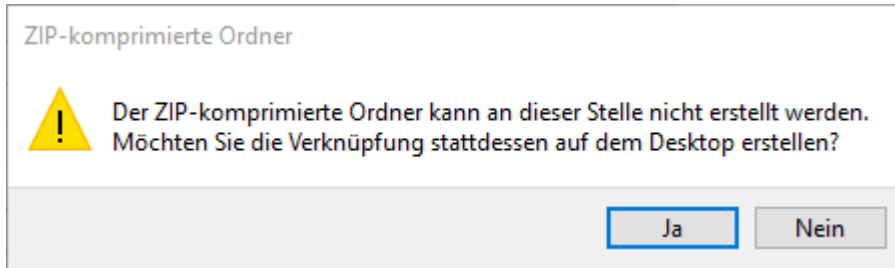 ZIP-komprimierte Ordner
Der ZIP-komprimierte Ordner kann an dieser Stelle nicht erstellt werden.
Möchten Sie die Verknüpfung stattdessen auf dem Desktop erstellen?
Ja
Nein